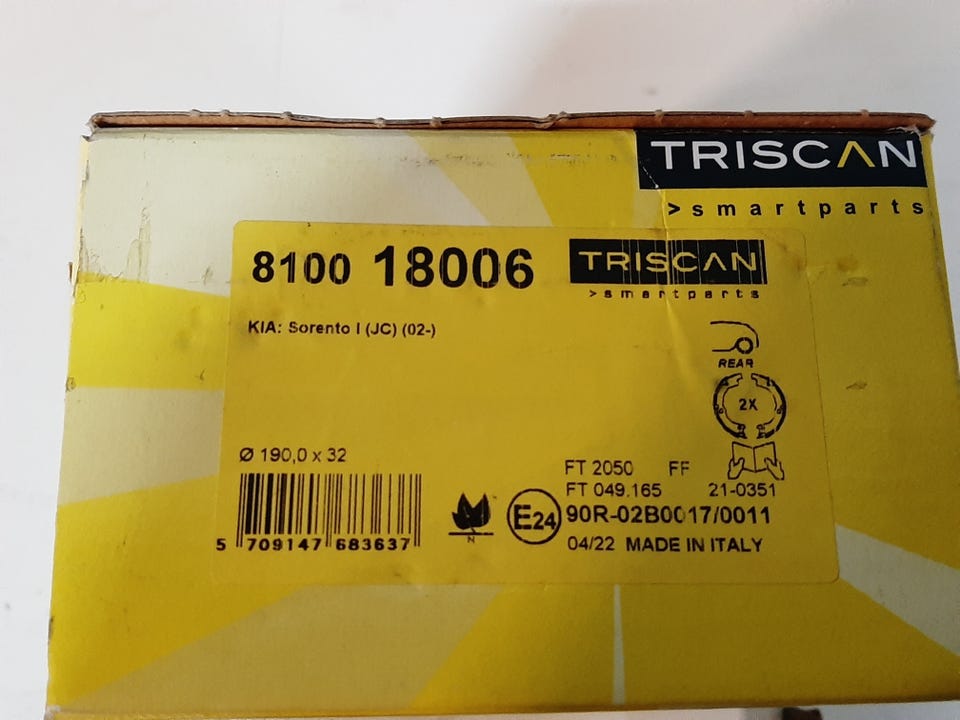 TRISCAN
>smartparts
8100 18006
TRISCAN
>smartparts
KIA: Sorento I (JC) (02-)
REAR
2X
Ø 190,0 x 32
FT 2050 FF
FT 049.165 21-0351
E24 90R-02B0017/0011
N
5 709147 683637
04/22 MADE IN ITALY